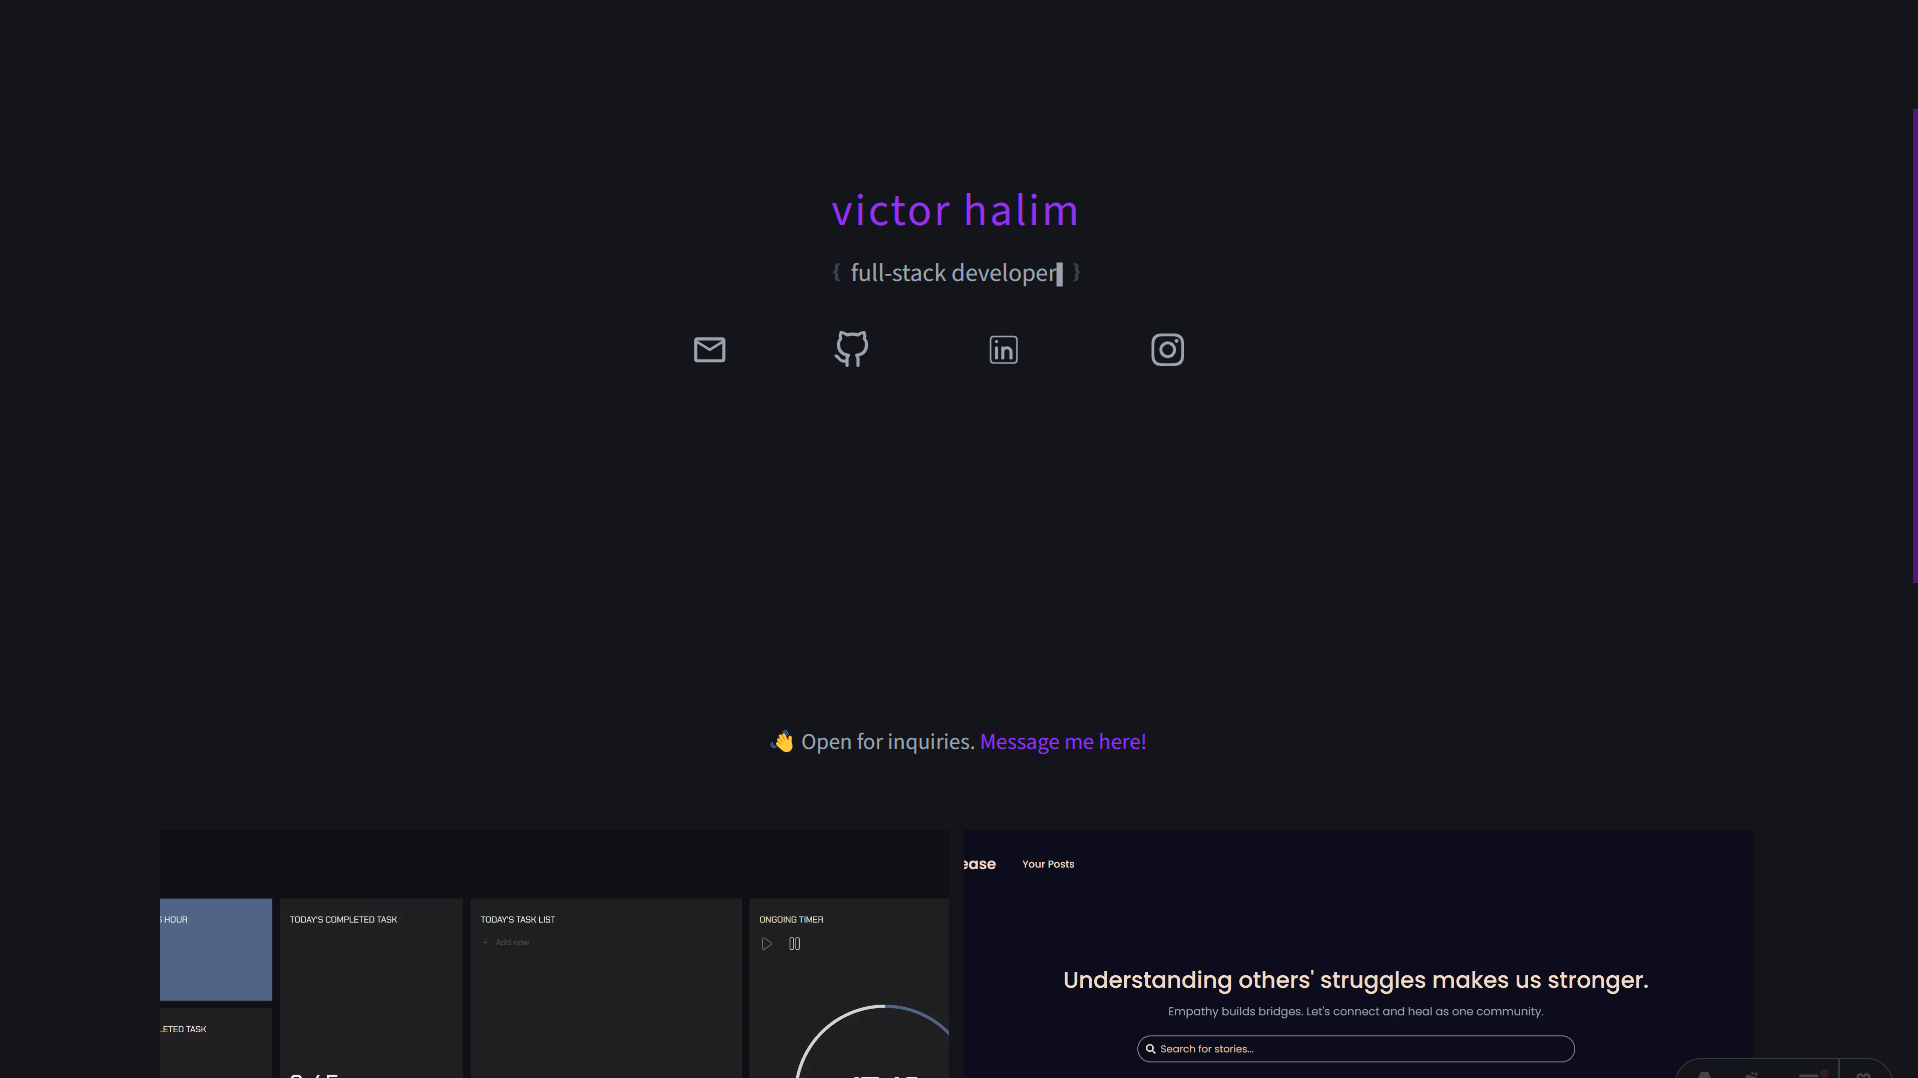 victor halim
{ full-stack developer }
👋 Open for inquiries. Message me here!
HOUR
TODAY'S COMPLETED TASK
TODAY'S TASK LIST
+ Add now
ONGOING TIMER
LETED TASK
ease
Your Posts
Understanding others' struggles makes us stronger.
Empathy builds bridges. Let's connect and heal as one community.
Search for stories...